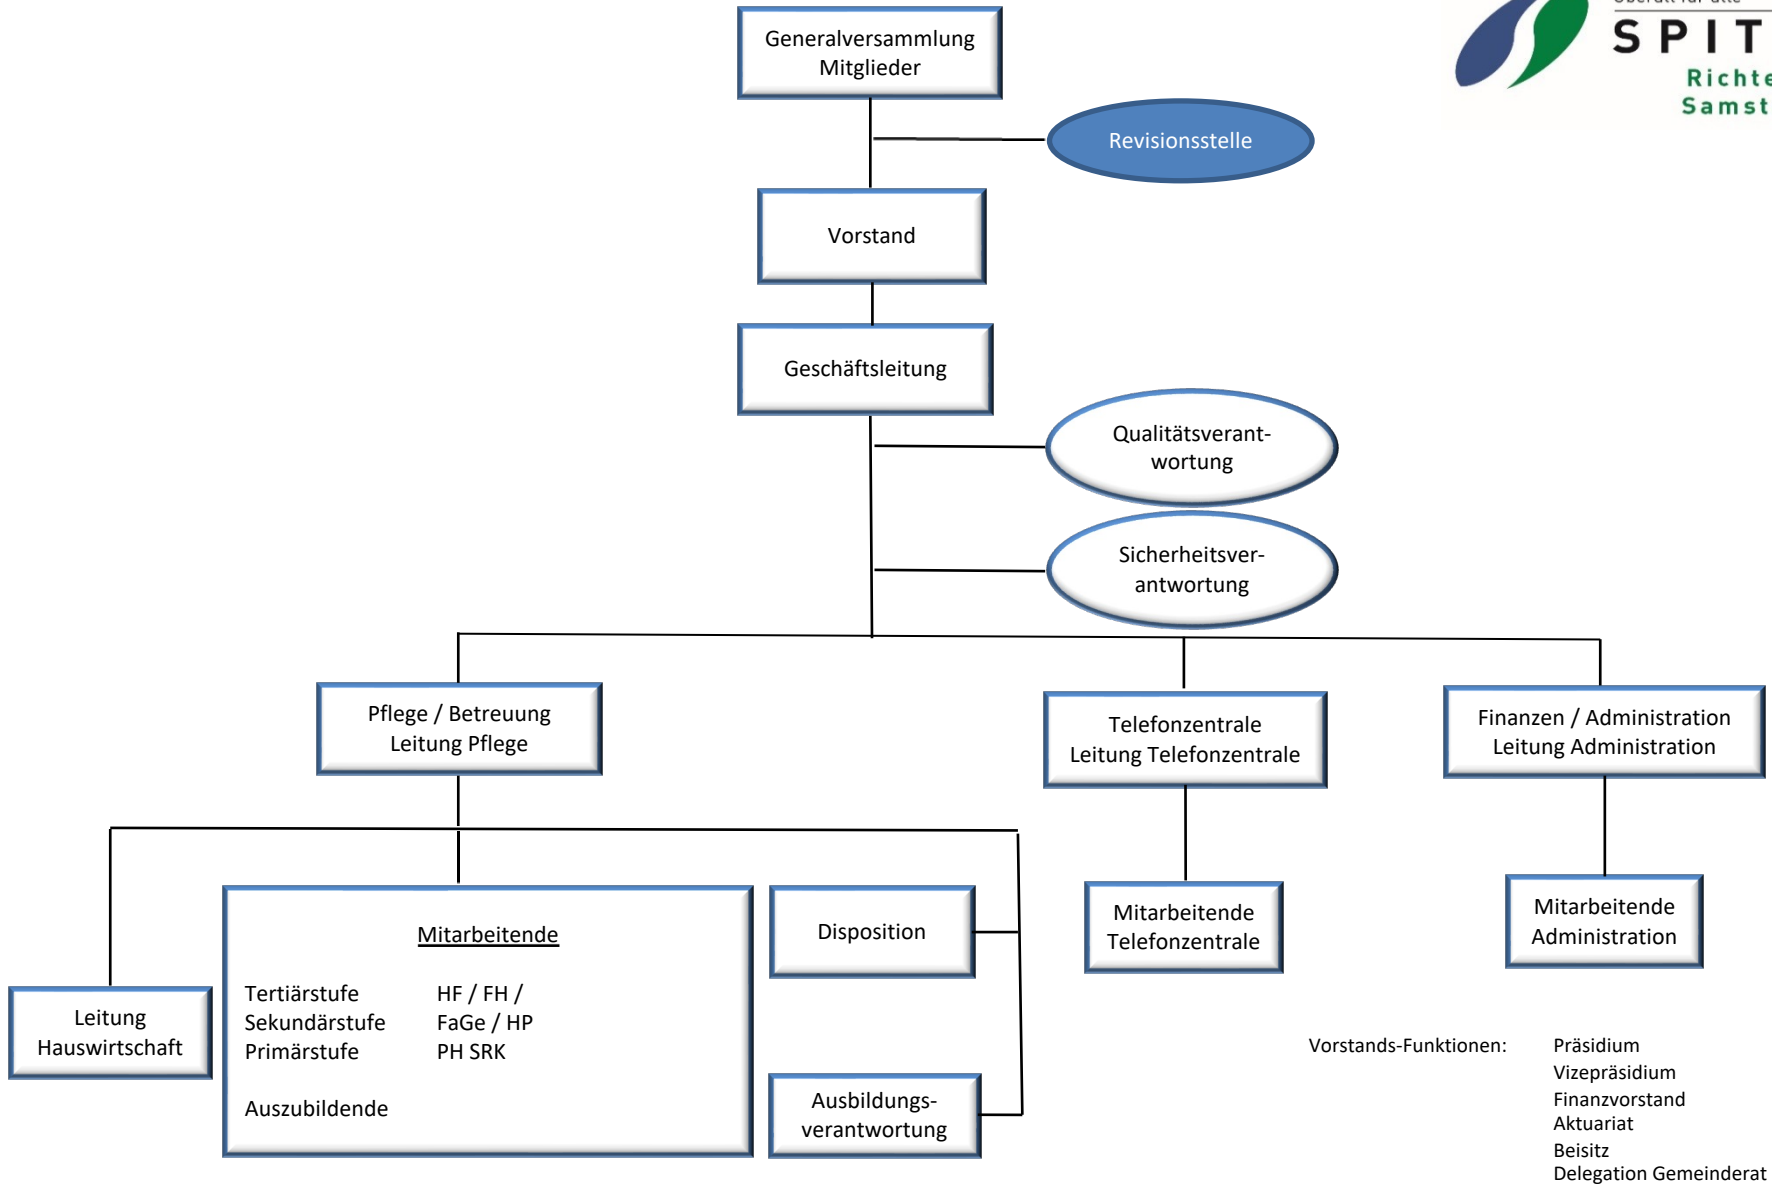 Generalversammlung
Mitglieder
SPIT
Richte
Samst
Revisionsstelle
Vorstand
Geschäftsleitung
Qualitätsverant-
wortung
Sicherheitsver-
antwortung
Pflege / Betreuung
Leitung Pflege
Telefonzentrale
Leitung Telefonzentrale
Finanzen / Administration
Leitung Administration
Mitarbeitende
Tertiärstufe HF / FH /
Sekundärstufe FaGe / HP
Primärstufe PH SRK
Auszubildende
Disposition
Mitarbeitende
Telefonzentrale
Mitarbeitende
Administration
Leitung
Hauswirtschaft
Ausbildungs-
verantwortung
Vorstands-Funktionen: Präsidium
Vizepräsidium
Finanzvorstand
Aktuariat
Beisitz
Delegation Gemeinderat